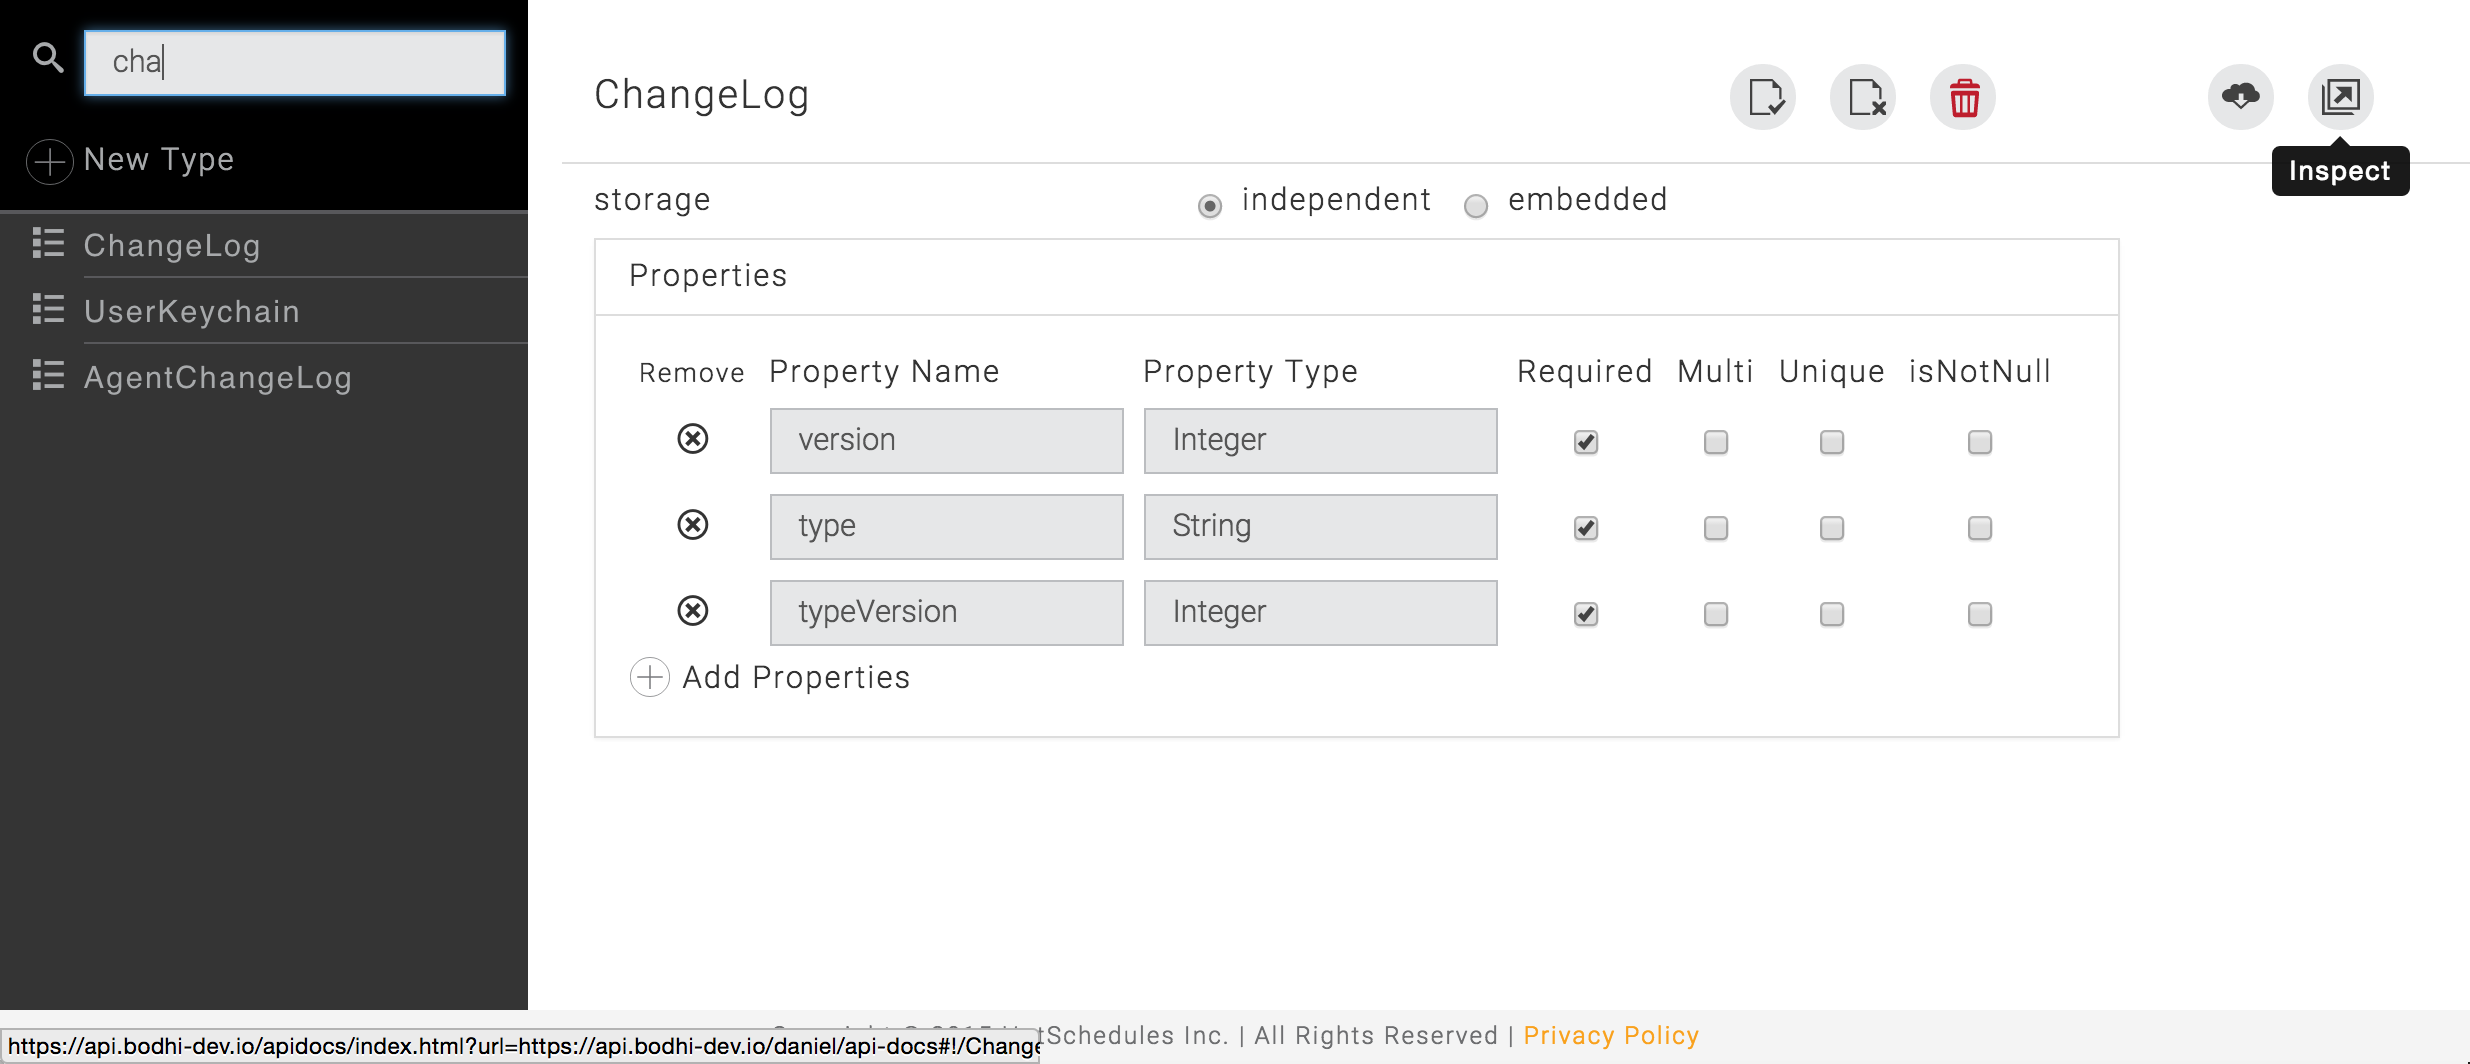 cha
New Type
ChangeLog
UserKeychain
AgentChangeLog
ChangeLog
Inspect
storage independent embedded
Properties
Remove Property Name Property Type Required Multi Unique isNotNull
version Integer
type String
typeVersion Integer
Add Properties
Schedules Inc. | All Rights Reserved | Privacy Policy
https://api.bodhi-dev.io/apidocs/index.html?url=https://api.bodhi-dev.io/daniel/api-docs#!/Change